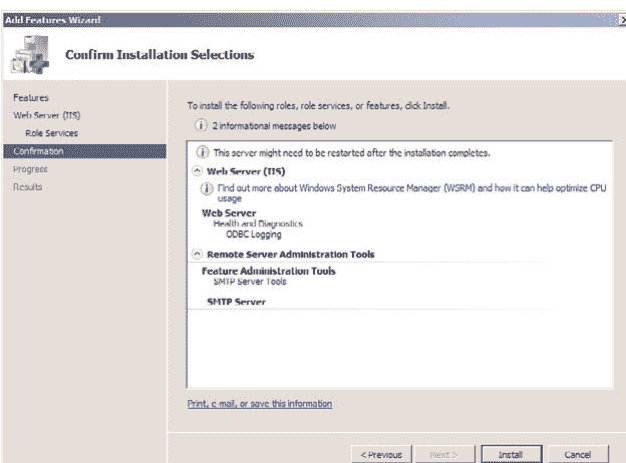 Add Features Wizard
Confirm Installation Selections
Features
Web Server (IIS)
Role Services
Confirmation
Progress
Results
To install the following roles, role services, or features, click Install.
2 informational messages below
This server might need to be restarted after the installation completes.
Web Server (IIS)
Find out more about Windows System Resource Manager (WSRM) and how it can help optimize CPU
usage
Web Server
Health and Diagnostics
ODBC Logging
Remote Server Administration Tools
Feature Administration Tools
SMTP Server Tools
SMTP Server
Print, e-mail, or save this information
< Previous
Next >
Install
Cancel